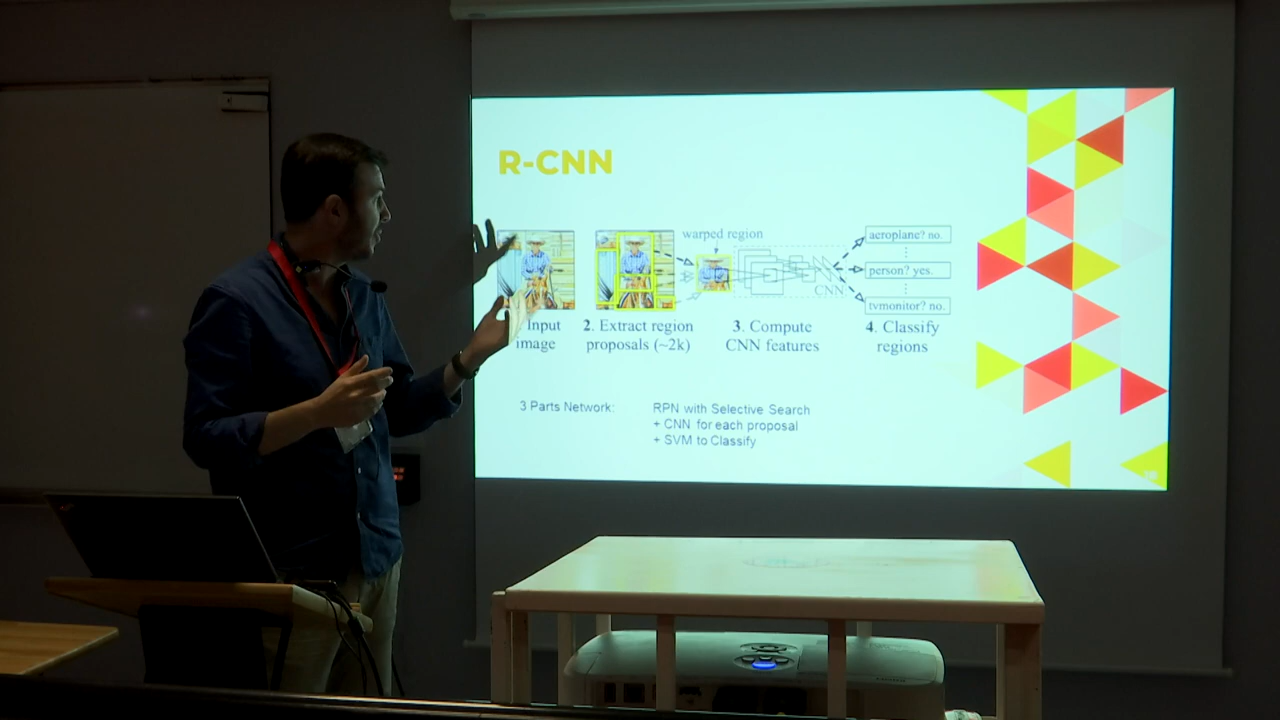 R-CNN
warped region
aeroplane? no.
person? yes.
CNN
tvmonitor? no.
Input
image
2. Extract region
proposals (~2k)
3. Compute
CNN features
4. Classify
regions
3 Parts Network:
RPN with Selective Search
+ CNN for each proposal
+ SVM to Classify